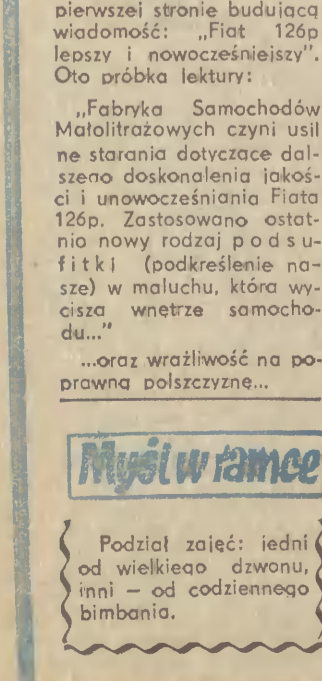 pierwszej stronie budującą
wiadomość: „Fiat 126p
lepszy i nowocześniejszy".
Oto próbka lektury:
„Fabryka Samochodów
Małolitrażowych czyni usil
ne starania dotyczące dal-
szego doskonalenia jakoś-
ci i unowocześniania Fiata
126p. Zastosowano ostat-
nio nowy rodzaj p o d s u-
f i t k i (podkreślenie na-
sze) w maluchu, która wy-
cisza wnętrze samocho-
du..."
...oraz wrażliwość na po-
prawną polszczyznę...
Myśl w ramce
Podział zajęć: jedni
od wielkiego dzwonu,
inni — od codziennego
bimbania.